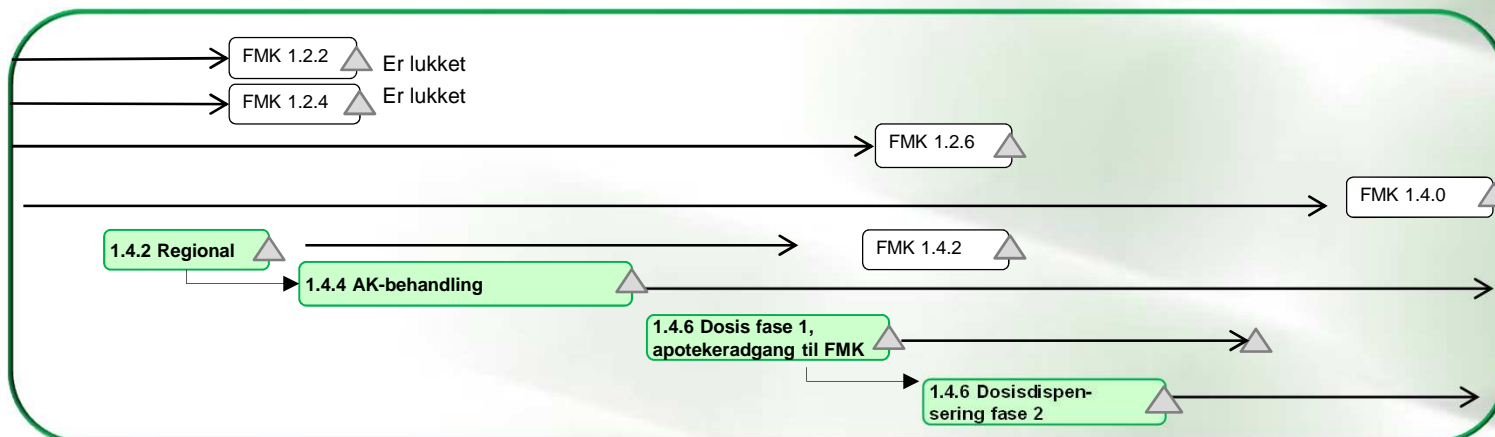 FMK 1.2.2
Er lukket
FMK 1.2.4
Er lukket
FMK 1.2.6
FMK 1.4.0
1.4.2 Regional
FMK 1.4.2
1.4.4 AK-behandling
1.4.6 Dosis fase 1,
apotekeradgang til FMK
1.4.6 Dosisdispen-
sering fase 2